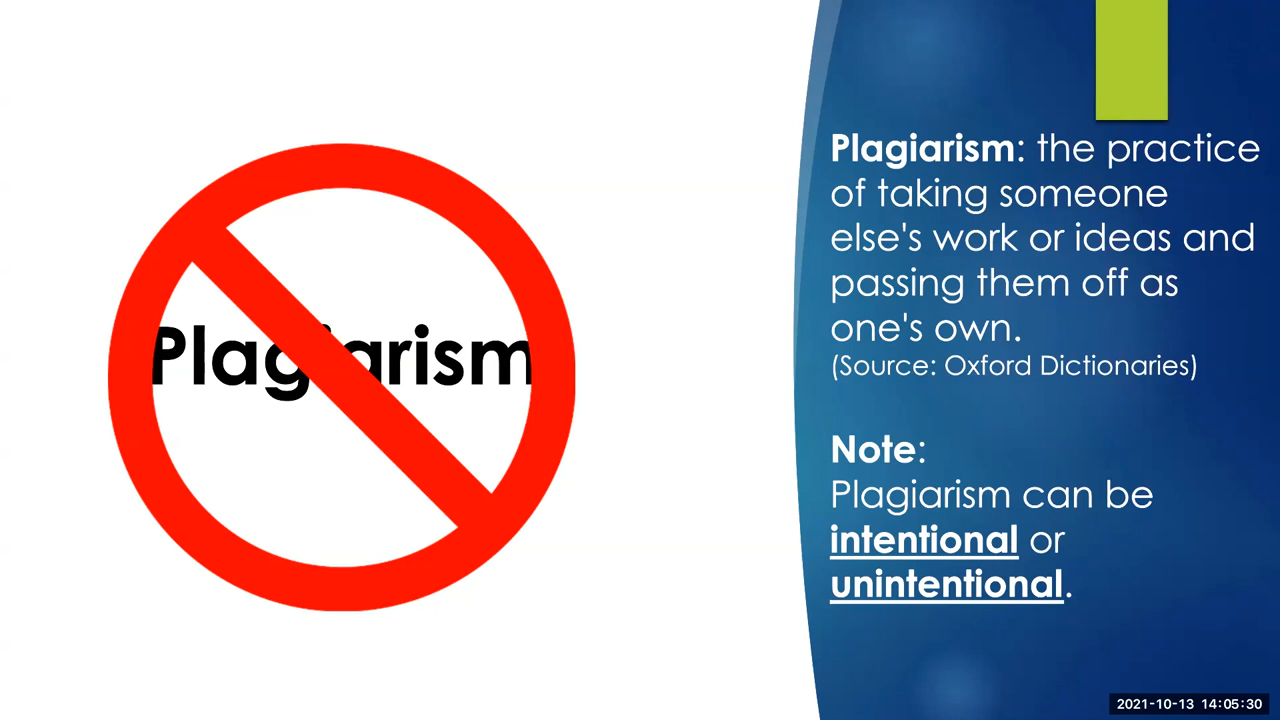 Plagiarism
Plagiarism: the practice
of taking someone
else's work or ideas and
passing them off as
one's own.
(Source: Oxford Dictionaries)
Note:
Plagiarism can be
intentional or
unintentional.
2021-10-13 14:05:30